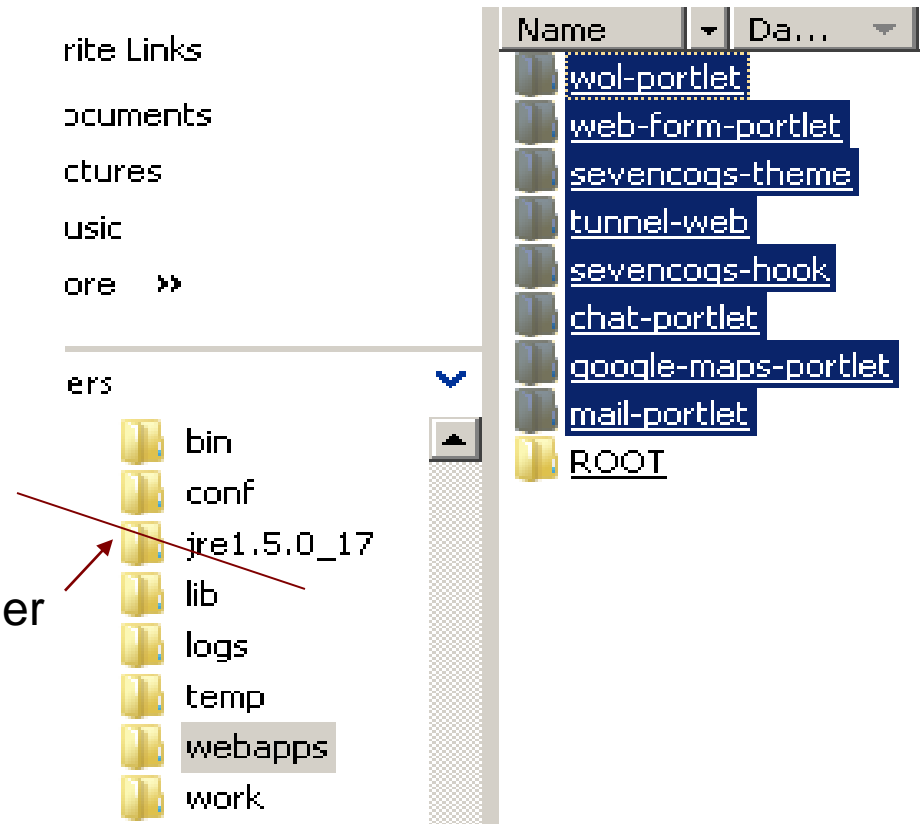 rite Links
ocuments
ctures
usic
ore »
ers
bin
conf
jre1.5.0_17
er
lib
logs
temp
webapps
work
Name Da...
wol-portlet
web-form-portlet
sevencogs-theme
tunnel-web
sevencogs-hook
chat-portlet
google-maps-portlet
mail-portlet
ROOT